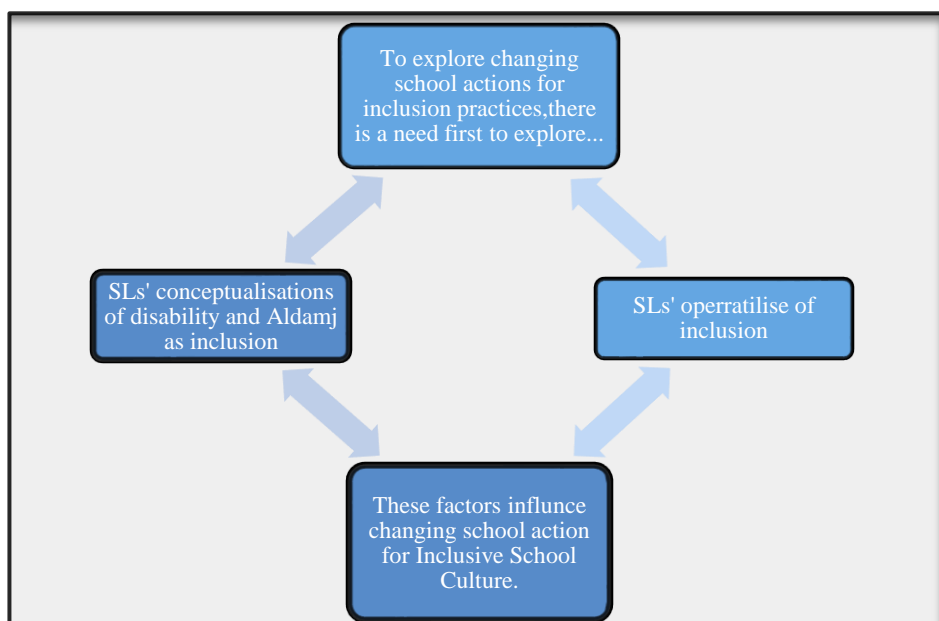 To explore changing
school actions for
inclusion practices,there
is a need first to explore...
SLs' conceptualisations
of disability and Aldamj
as inclusion
SLs' operratilise of
inclusion
These factors influnce
changing school action
for Inclusive School
Culture.